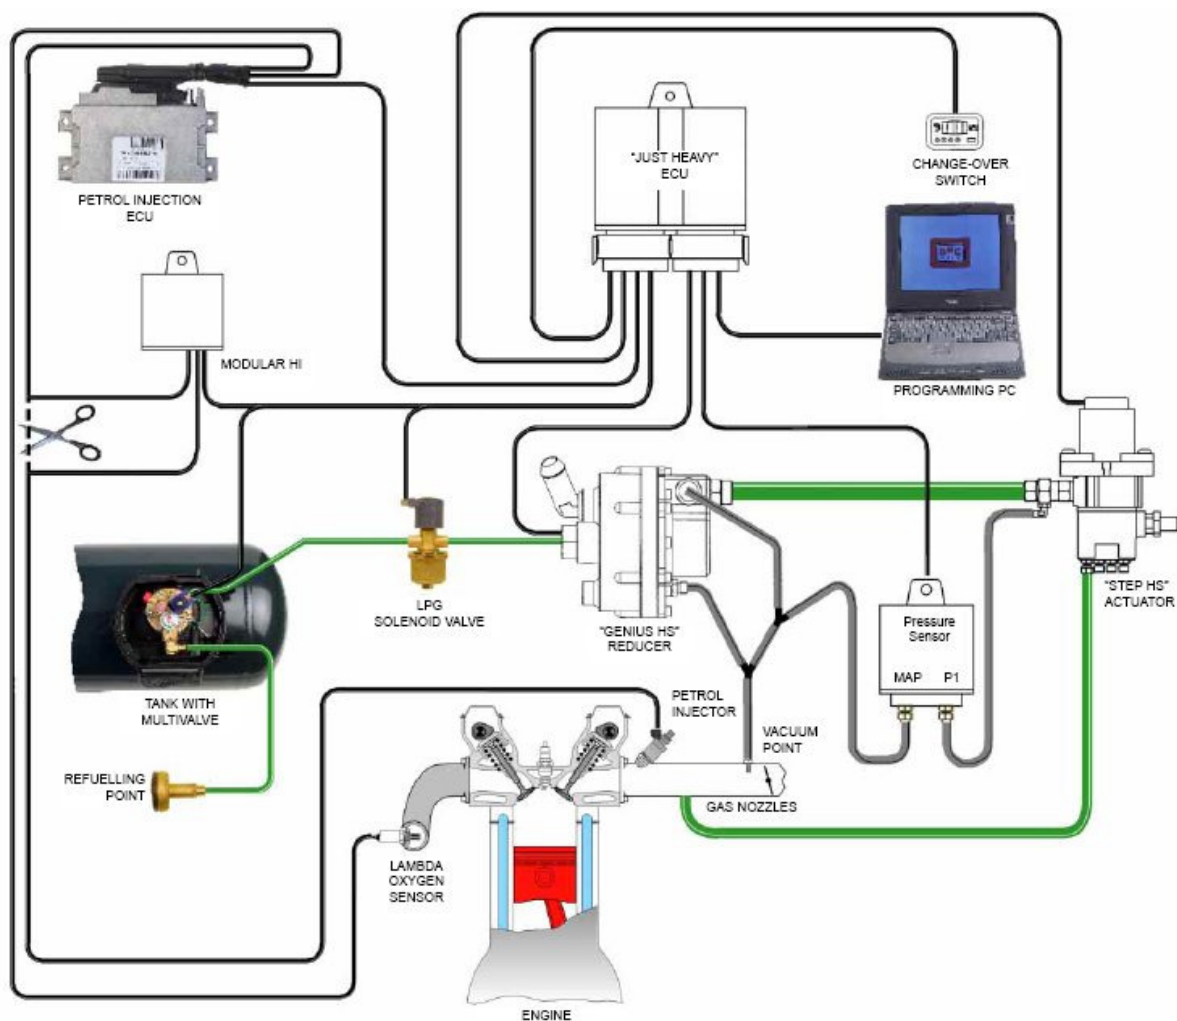 "JUST HEAVY"
ECU
CHANGE-OVER
SWITCH
PETROL INJECTION
ECU
MODULAR HI
PROGRAMMING PC
LPG
SOLENOID VALVE
"GENIUS HS"
REDUCER
Pressure
Sensor
MAP P1
"STEP HS"
ACTUATOR
TANK WITH
MULTIVALVE
PETROL
INJECTOR
VACUUM
POINT
REFUELLING
POINT
GAS NOZZLES
LAMBDA
OXYGEN
SENSOR
ENGINE